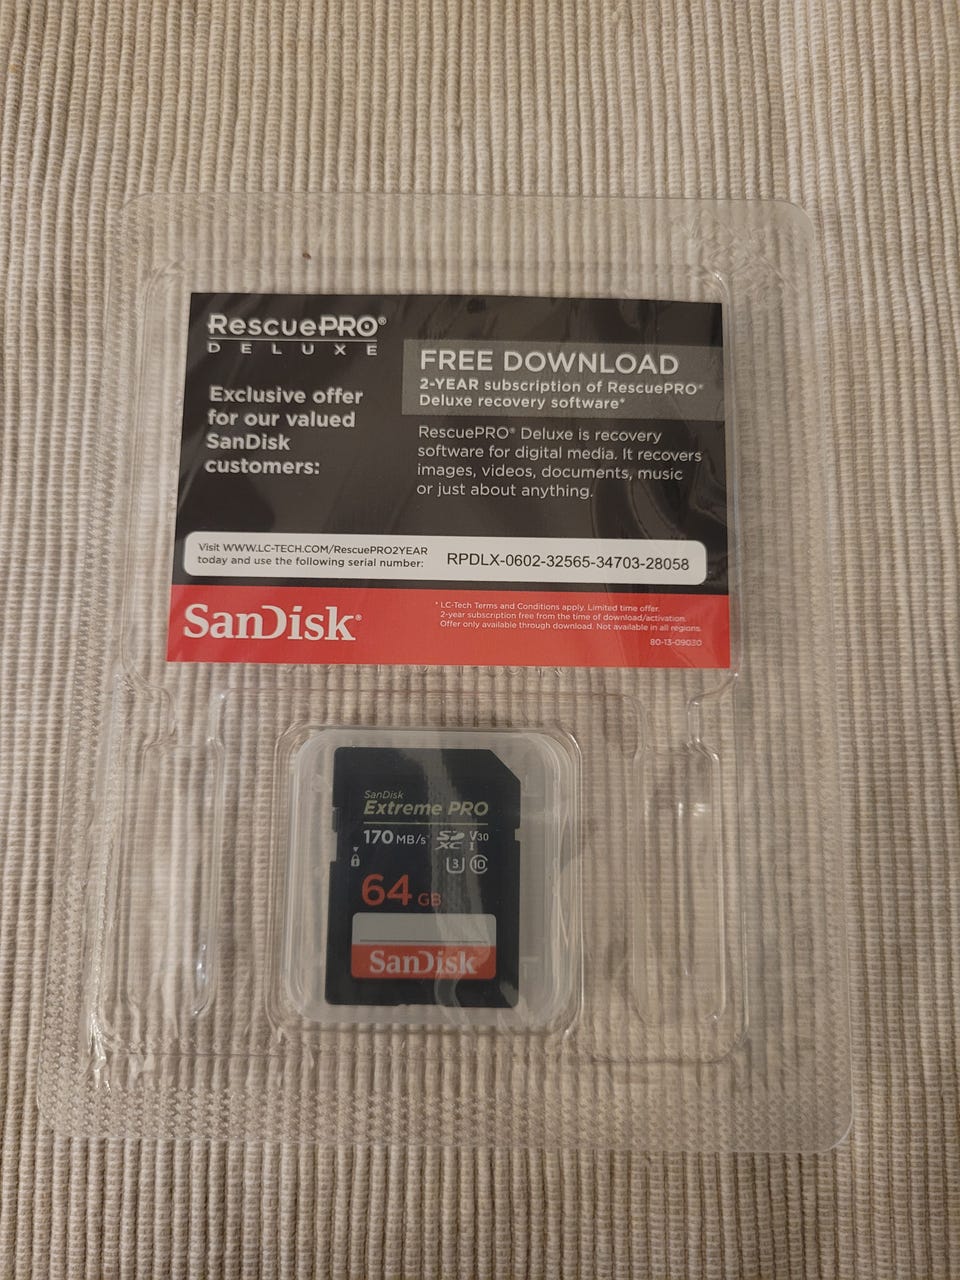 RescuePRO®
DELUXE
Exclusive offer
for our valued
SanDisk
customers:
FREE DOWNLOAD
2-YEAR subscription of RescuePRO®
Deluxe recovery software*
RescuePRO® Deluxe is recovery
software for digital media. It recovers
images, videos, documents, music
or just about anything.
Visit WWW.LC-TECH.COM/RescuePRO2YEAR
today and use the following serial number:
RPDLX-0602-32565-34703-28058
SanDisk®
* LC-Tech Terms and Conditions apply. Limited time offer.
2-year subscription free from the time of download/activation.
Offer only available through download. Not available in all regions.
80-13-09030
SanDisk
Extreme PRO
170 MB/s*
SD XC I
V30
3
10
64 GB
SanDisk